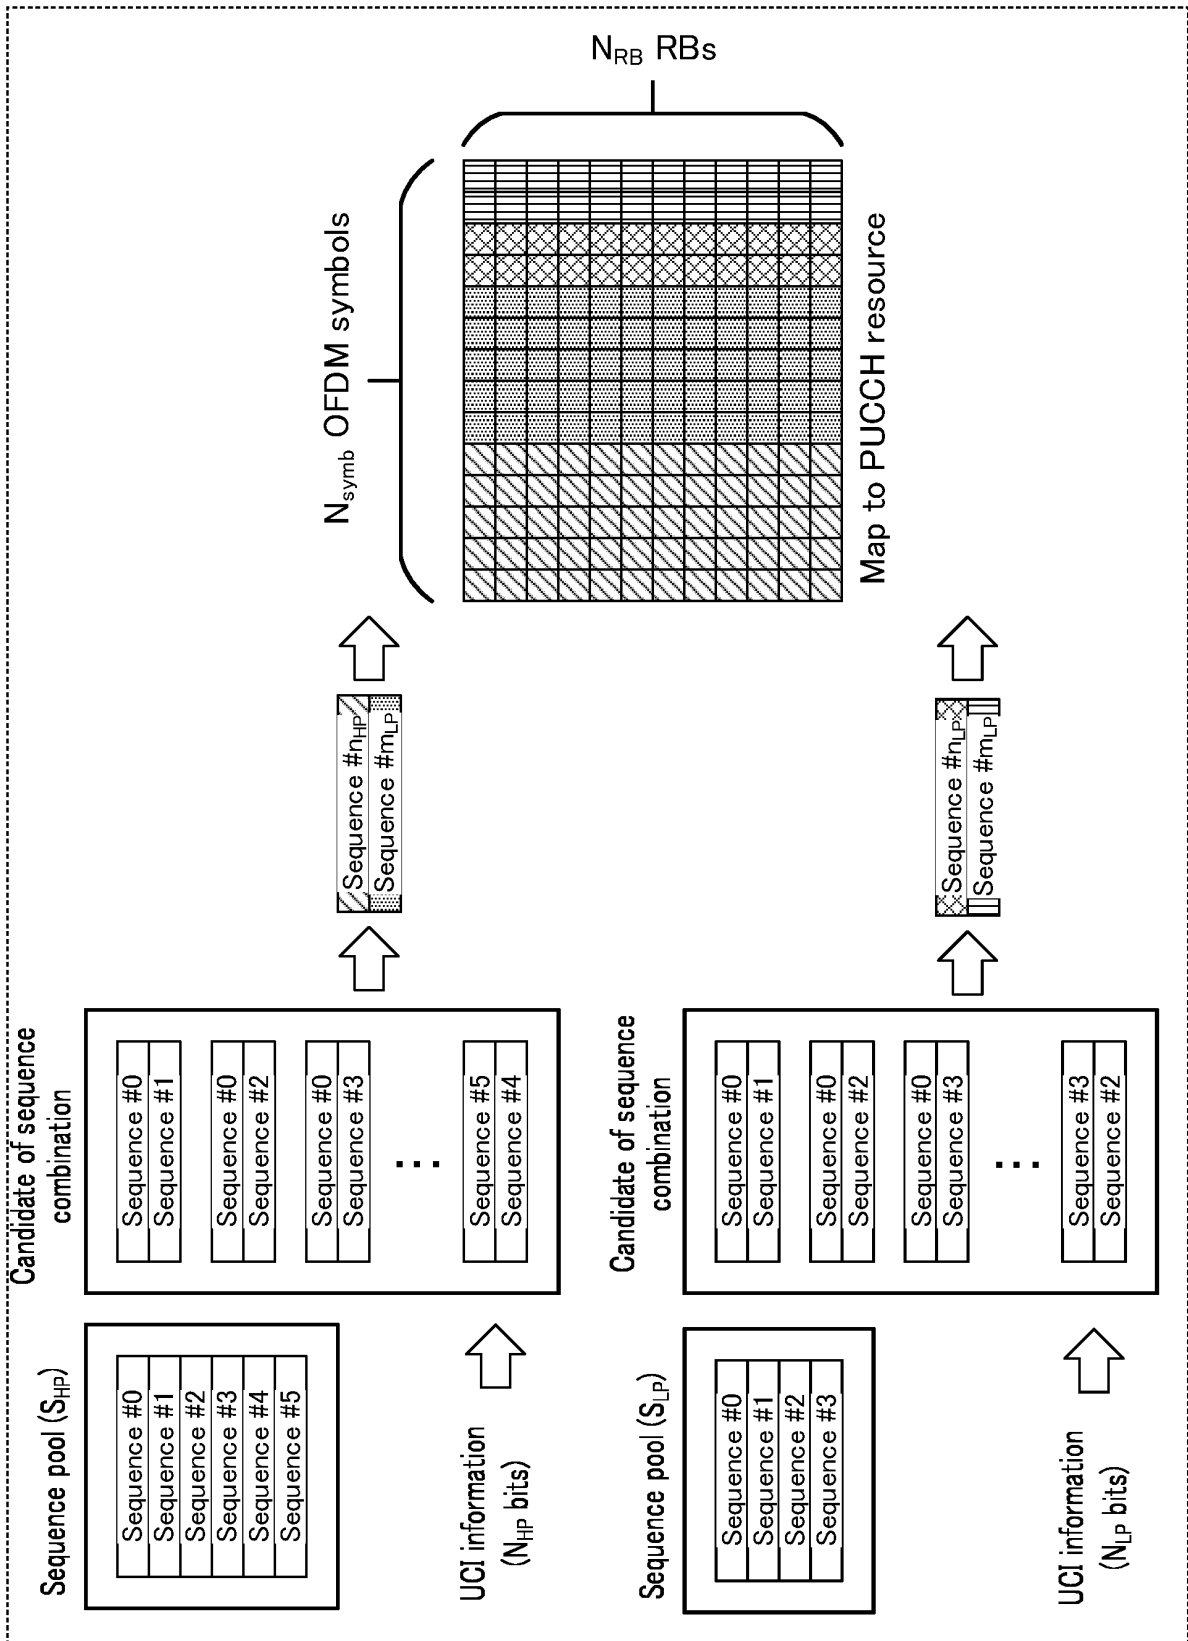 Sequence pool (S_HP)
Sequence #0
Sequence #1
Sequence #2
Sequence #3
Sequence #4
Sequence #5
UCI information
(N_HP bits)
Candidate of sequence
combination
Sequence #0
Sequence #1
Sequence #0
Sequence #2
Sequence #0
Sequence #3
...
Sequence #5
Sequence #4
Sequence #n_HP
Sequence #m_LP
N_symb OFDM symbols
N_RB RBs
Map to PUCCH resource
Sequence pool (S_LP)
Sequence #0
Sequence #1
Sequence #2
Sequence #3
UCI information
(N_LP bits)
Candidate of sequence
combination
Sequence #0
Sequence #1
Sequence #0
Sequence #2
Sequence #0
Sequence #3
...
Sequence #3
Sequence #2
Sequence #n_LP
Sequence #m_LP